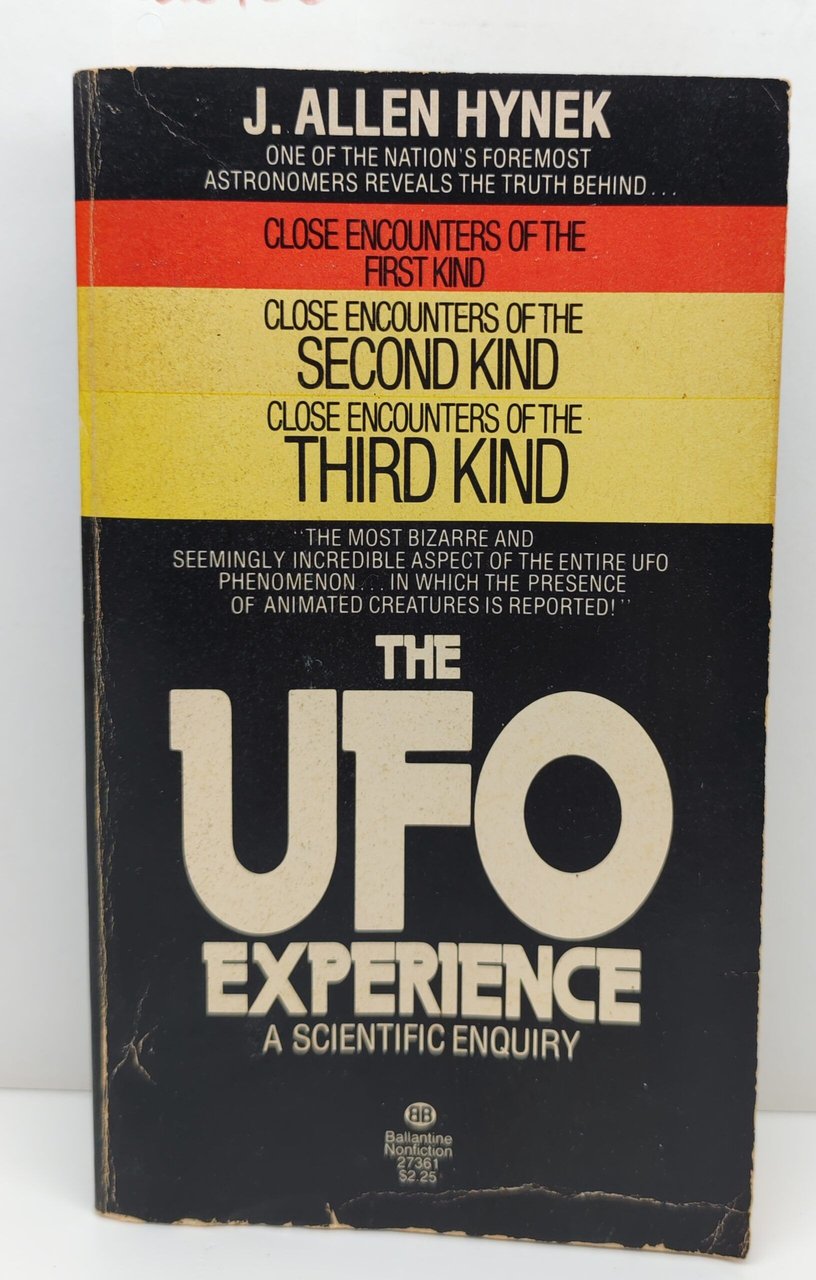 J. ALLEN HYNEK
ONE OF THE NATION'S FOREMOST
ASTRONOMERS REVEALS THE TRUTH BEHIND...
CLOSE ENCOUNTERS OF THE
FIRST KIND
CLOSE ENCOUNTERS OF THE
SECOND KIND
CLOSE ENCOUNTERS OF THE
THIRD KIND
"THE MOST BIZARRE AND
SEEMINGLY INCREDIBLE ASPECT OF THE ENTIRE UFO
PHENOMENON...IN WHICH THE PRESENCE
OF ANIMATED CREATURES IS REPORTED!"
THE
UFO
EXPERIENCE
A SCIENTIFIC ENQUIRY
BB
Ballantine
Nonfiction
27361
$2.25